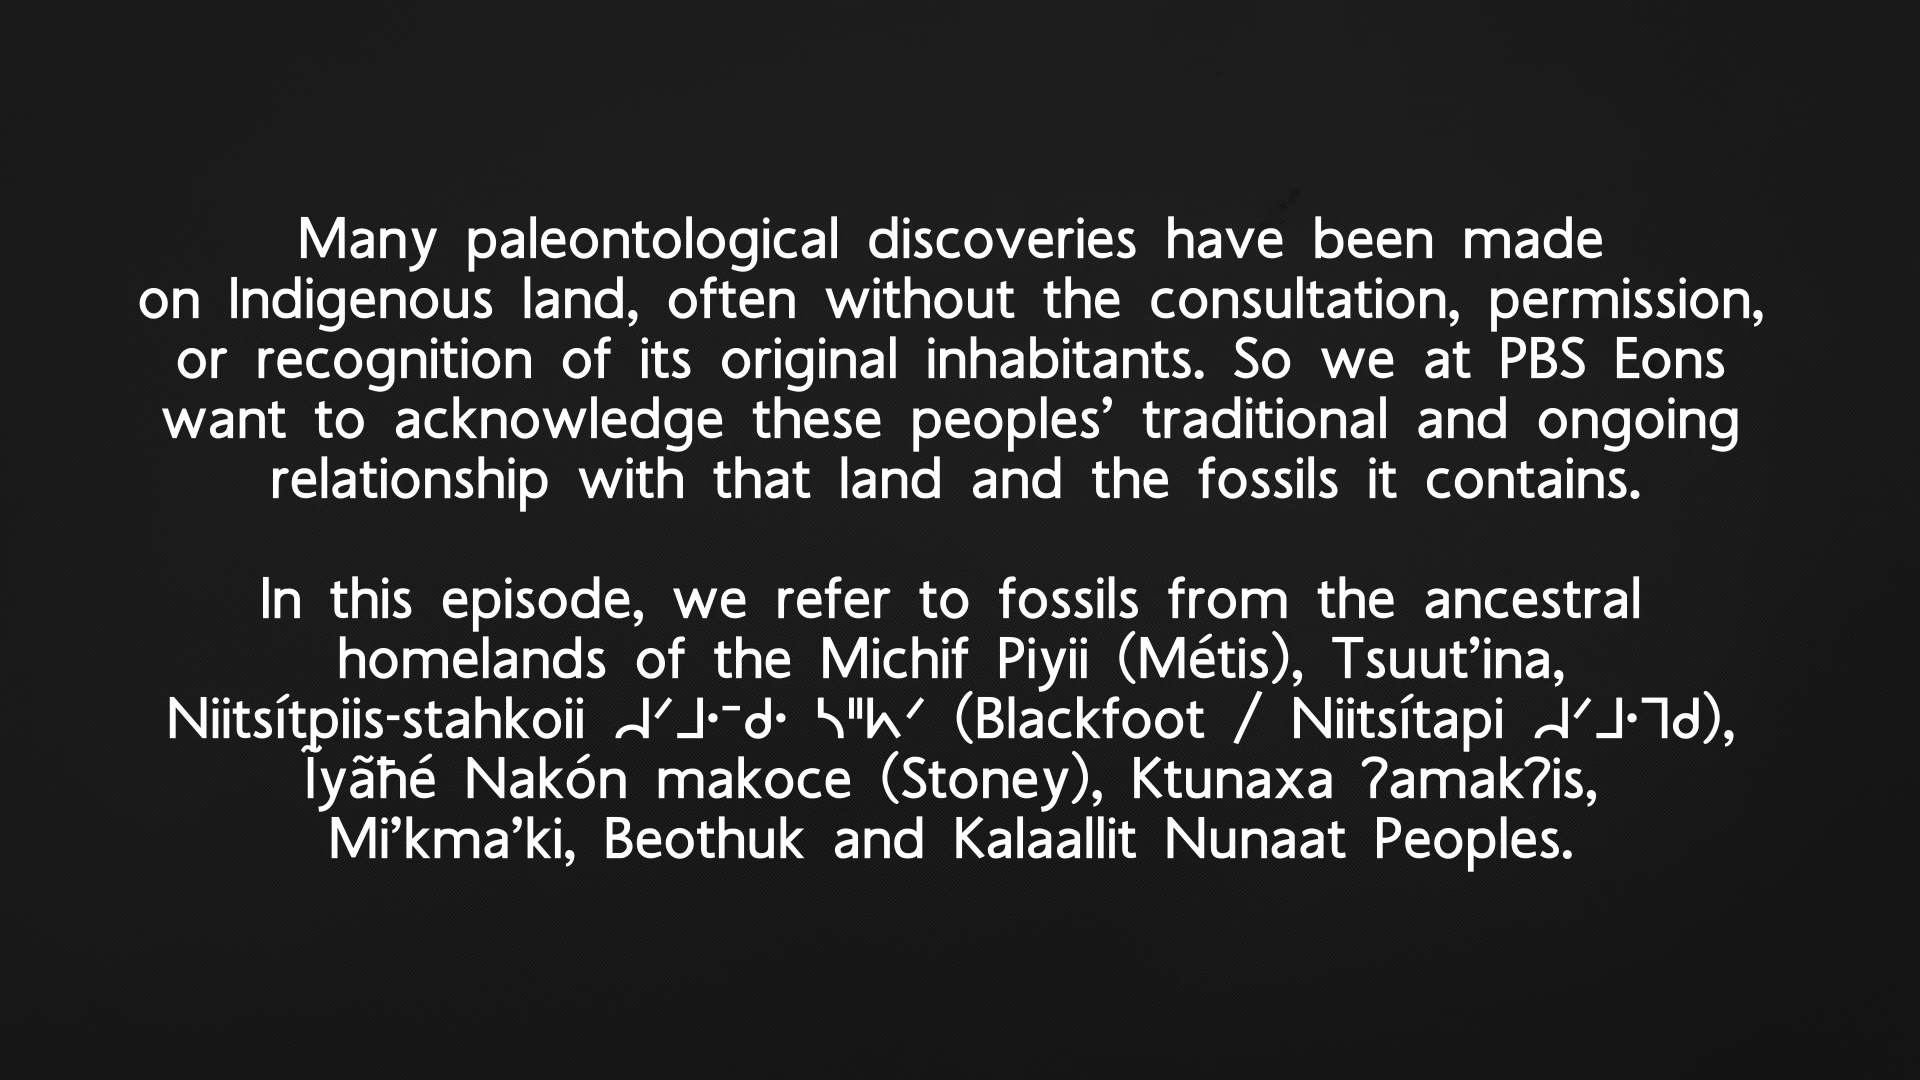 Many paleontological discoveries have been made
on Indigenous land, often without the consultation, permission,
or recognition of its original inhabitants. So we at PBS Eons
want to acknowledge these peoples’ traditional and ongoing
relationship with that land and the fossils it contains.
In this episode, we refer to fossils from the ancestral
homelands of the Michif Piyii (Métis), Tsuut’ina,
Niitsítpiis-stahkoii ᖹᐟᒧᐧᐨᑯᐧ ᓴᐦᖾᐟ (Blackfoot / Niitsítapi ᖹᐟᒧᐧᒣᑯ),
Ĩyãħé Nakón makoce (Stoney), Ktunaxa ʔamakʔis,
Mi’kma’ki, Beothuk and Kalaallit Nunaat Peoples.